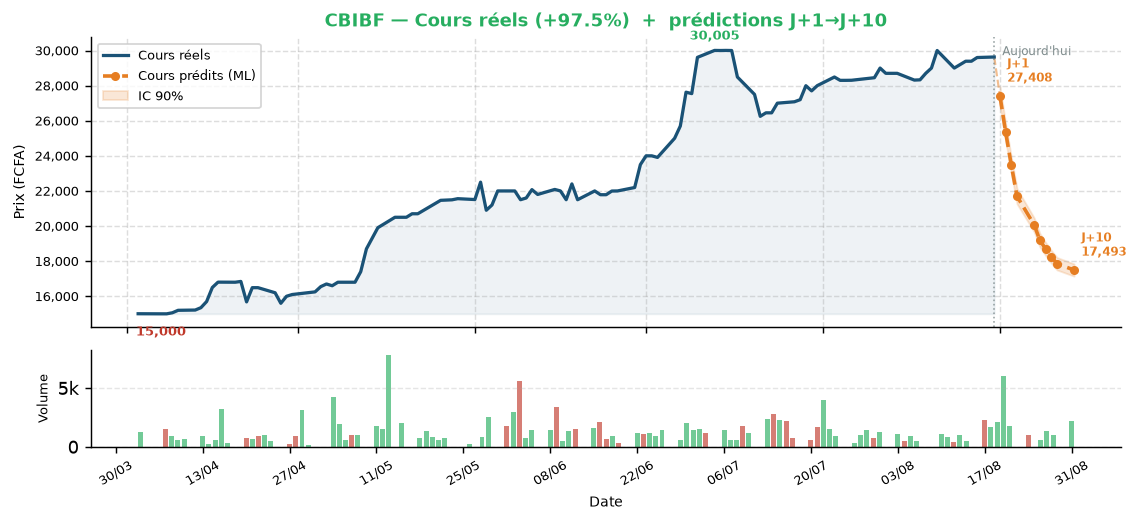 CBIBF — Cours réels (+97.5%)  +  prédictions J+1→J+10
30,005
Cours réels
Cours prédits (ML)
IC 90%
Aujourd'hui
J+1
27,408
J+10
17,493
15,000
Prix (FCFA)
30,000
28,000
26,000
24,000
22,000
20,000
18,000
16,000
Volume
5k
0
30/03
13/04
27/04
11/05
25/05
08/06
22/06
06/07
20/07
03/08
17/08
31/08
Date